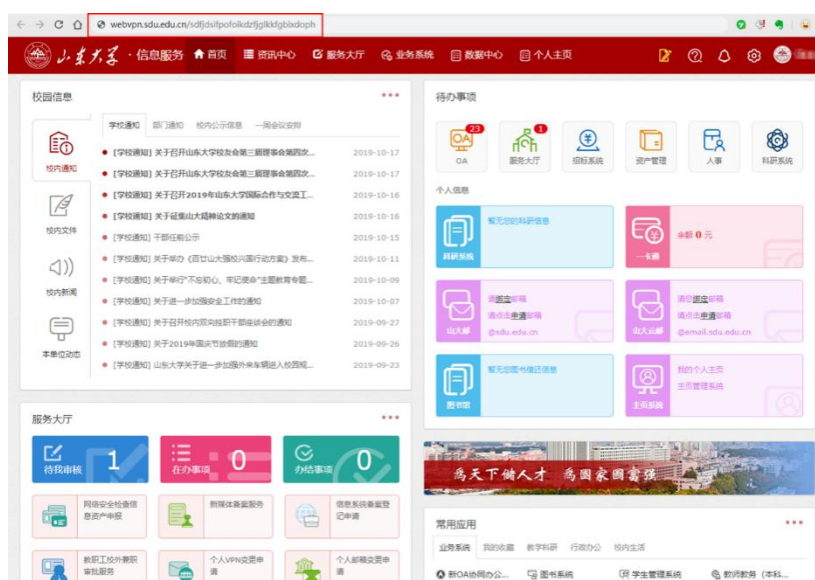 webvpn.sdu.edu.cn/sdfjdsifpofoikdzfjglkkfgbixdoph
山东大学 · 信息服务 首页 资讯中心 服务大厅 业务系统 数据中心 个人主页
校园信息
学校通知 部门通知 校内公示信息 一周会议安排
校内通知
校内文件
校内新闻
本单位动态
[学校通知] 关于召开山东大学校友会第三届理事会第四次... 2019-10-17
[学校通知] 关于召开山东大学校友会第三届理事会第四次... 2019-10-17
[学校通知] 关于召开2019年山东大学国际合作与交流工... 2019-10-16
[学校通知] 关于征集山大精神论文的通知 2019-10-16
[学校通知] 干部任前公示 2019-10-15
[学校通知] 关于举办《百廿山大强校兴国行动方案》发布... 2019-10-11
[学校通知] 关于举行“不忘初心、牢记使命”主题教育专题... 2019-10-09
[学校通知] 关于进一步加强安全工作的通知 2019-10-07
[学校通知] 关于召开校内双向挂职干部座谈会的通知 2019-09-27
[学校通知] 关于2019年国庆节放假的通知 2019-09-26
[学校通知] 山东大学关于进一步加强外来车辆进入校园规... 2019-09-23
待办事项
23
OA
1
服务大厅
招标系统
资产管理
人事
科研系统
个人信息
暂无您的科研信息
科研系统
余额 0 元
一卡通
请绑定邮箱
请点击申请邮箱
@sdu.edu.cn
山大邮
请您绑定邮箱
请点击申请邮箱
@email.sdu.edu.cn
山大云邮
暂无您图书借还信息
图书馆
我的个人主页
主页管理系统
主页系统
服务大厅
待我审核 1
在办事项 0
办结事项 0
网络安全检查信息资产申报
新媒体备案服务
信息系统备案登记申请
教职工校外兼职审批服务
个人VPN变更申请
个人邮箱变更申请
為天下儲人才 為國家圖富強
常用应用
业务系统 我的收藏 教学科研 行政办公 校内生活
新OA协同办公... 图书系统 学生管理系统 教师教务（本科...